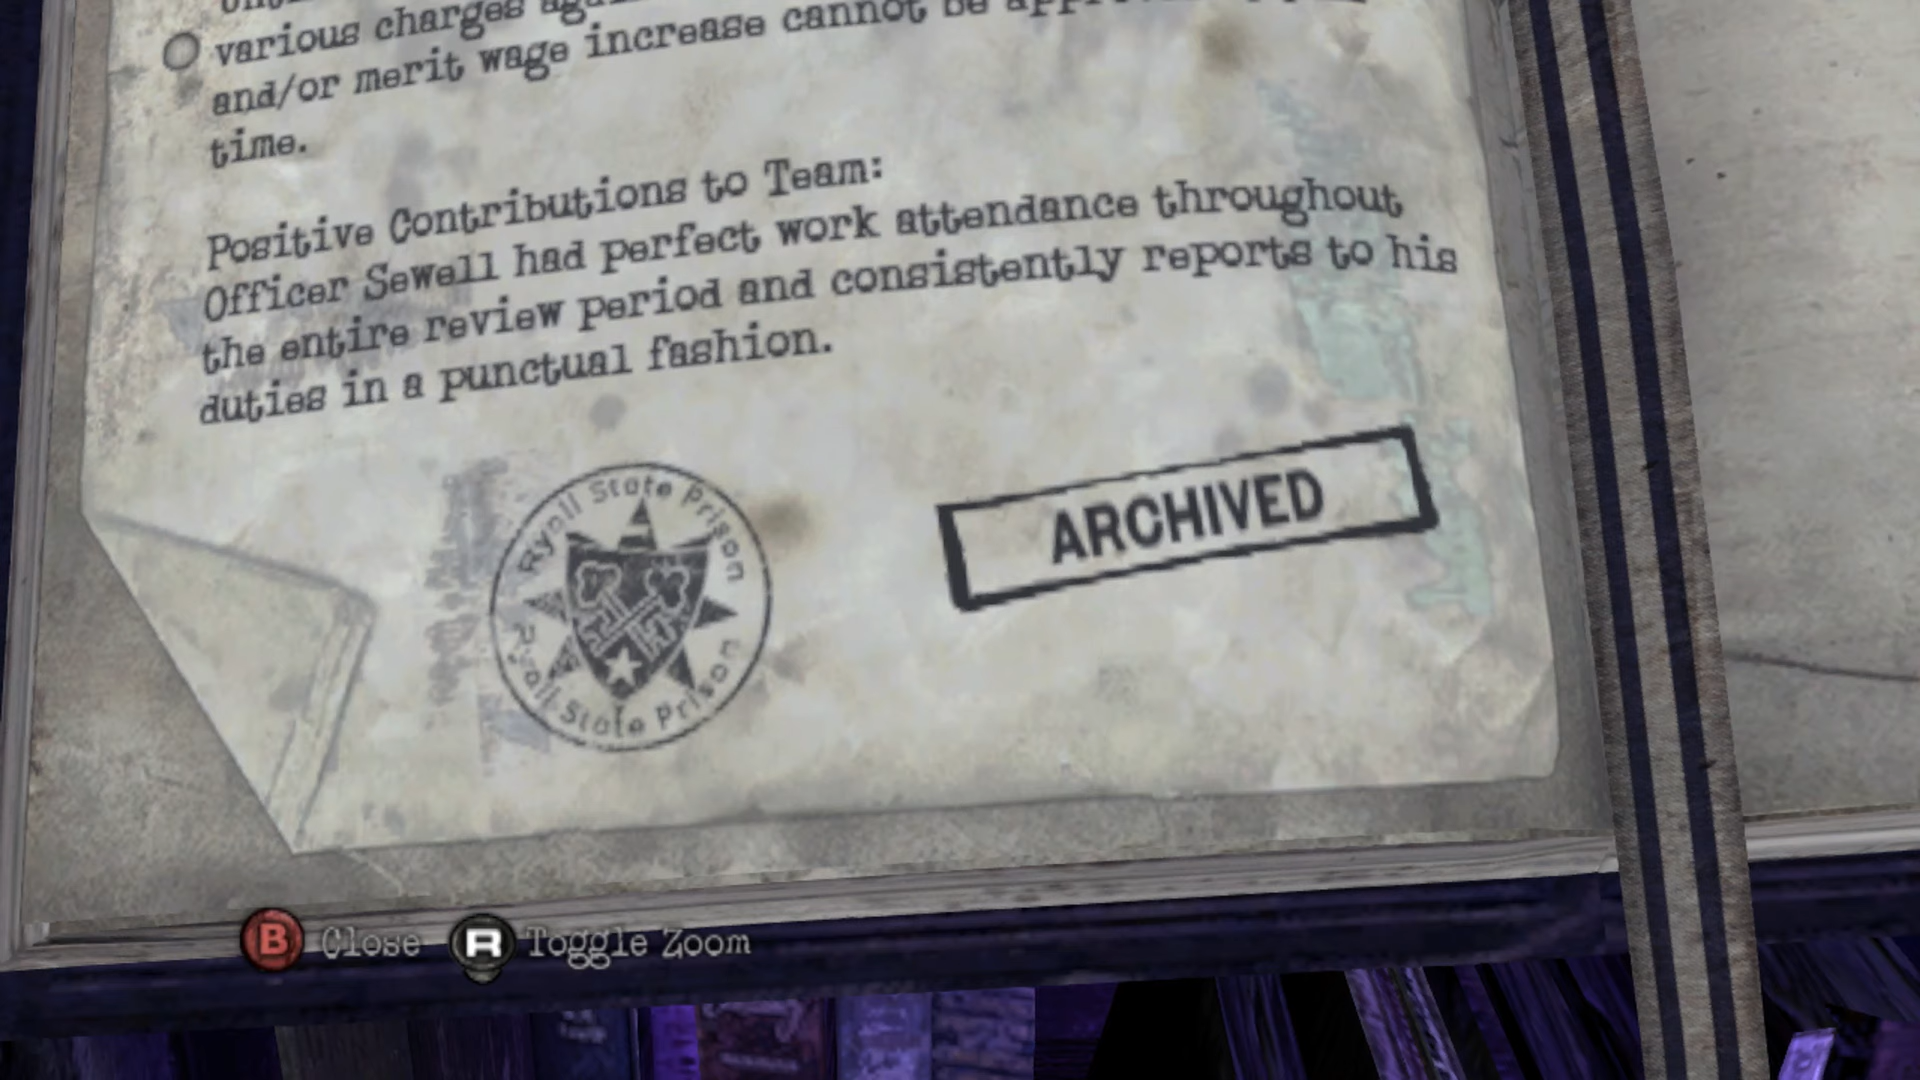 various charges
and/or merit wage increase cannot be
time.
Positive Contributions to Team:
Officer Sewell had perfect work attendance throughout
the entire review period and consistently reports to his
duties in a punctual fashion.
Ryall State Prison
ARCHIVED
Ryall State Prison
B Close R Toggle Zoom